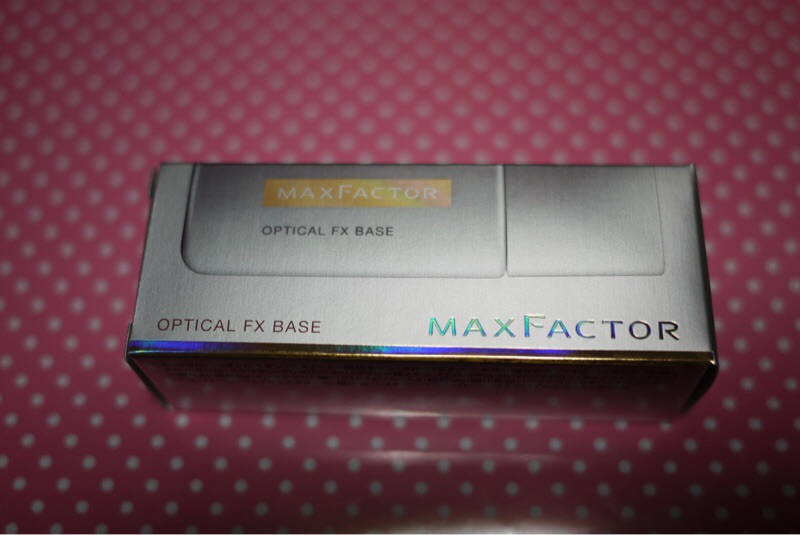 MAXFACTOR
OPTICAL FX BASE
OPTICAL FX BASE
MAXFACTOR